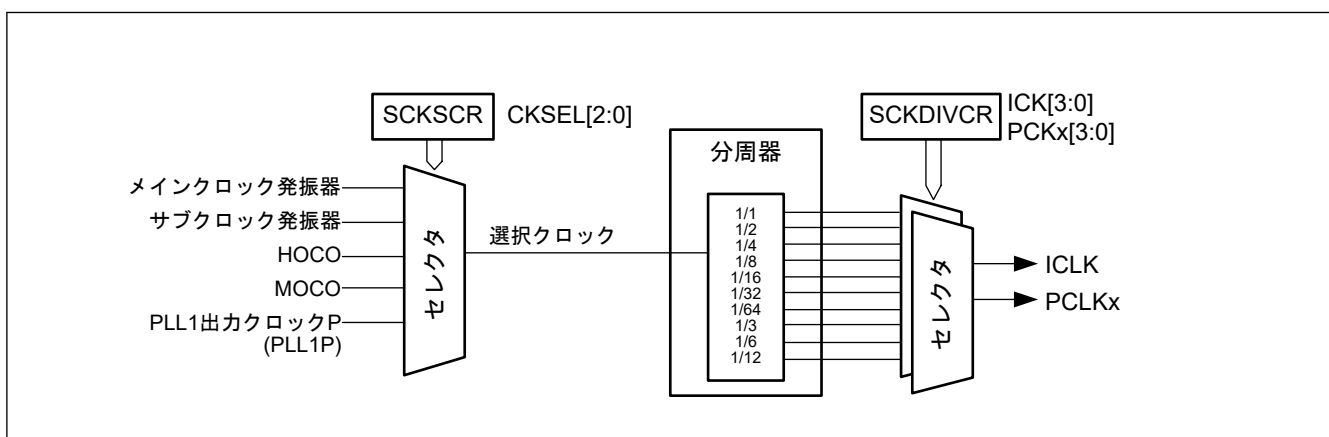 SCKSCR CKSEL[2:0]
メインクロック発振器
サブクロック発振器
HOCO
MOCO
PLL1出力クロックP
(PLL1P)
セレクタ
選択クロック
分周器
1/1
1/2
1/4
1/8
1/16
1/32
1/64
1/3
1/6
1/12
SCKDIVCR
ICK[3:0]
PCKx[3:0]
セレクタ
ICLK
PCLKx